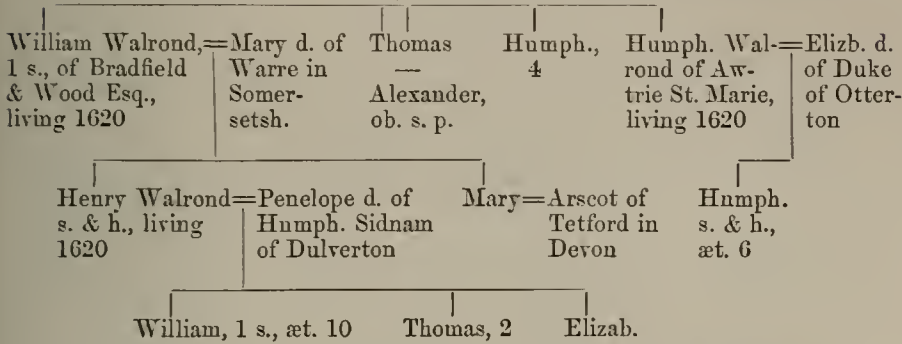 William Walrond,=Mary d. of Thomas Humph., Humph. Wal-=Elizb. d.
1 s., of Bradfield Warre in — 4 rond of Aw- of Duke
& Wood Esq., Somer- Alexander, trie St. Marie, of Otter-
living 1620 setsh. ob. s. p. living 1620 ton
Henry Walrond=Penelope d. of Mary=Arscot of Humph.
s. & h., living Humph. Sidnam Tetford in s. & h.,
1620 of Dulverton Devon æt. 6
William, 1 s., æt. 10 Thomas, 2 Elizab.